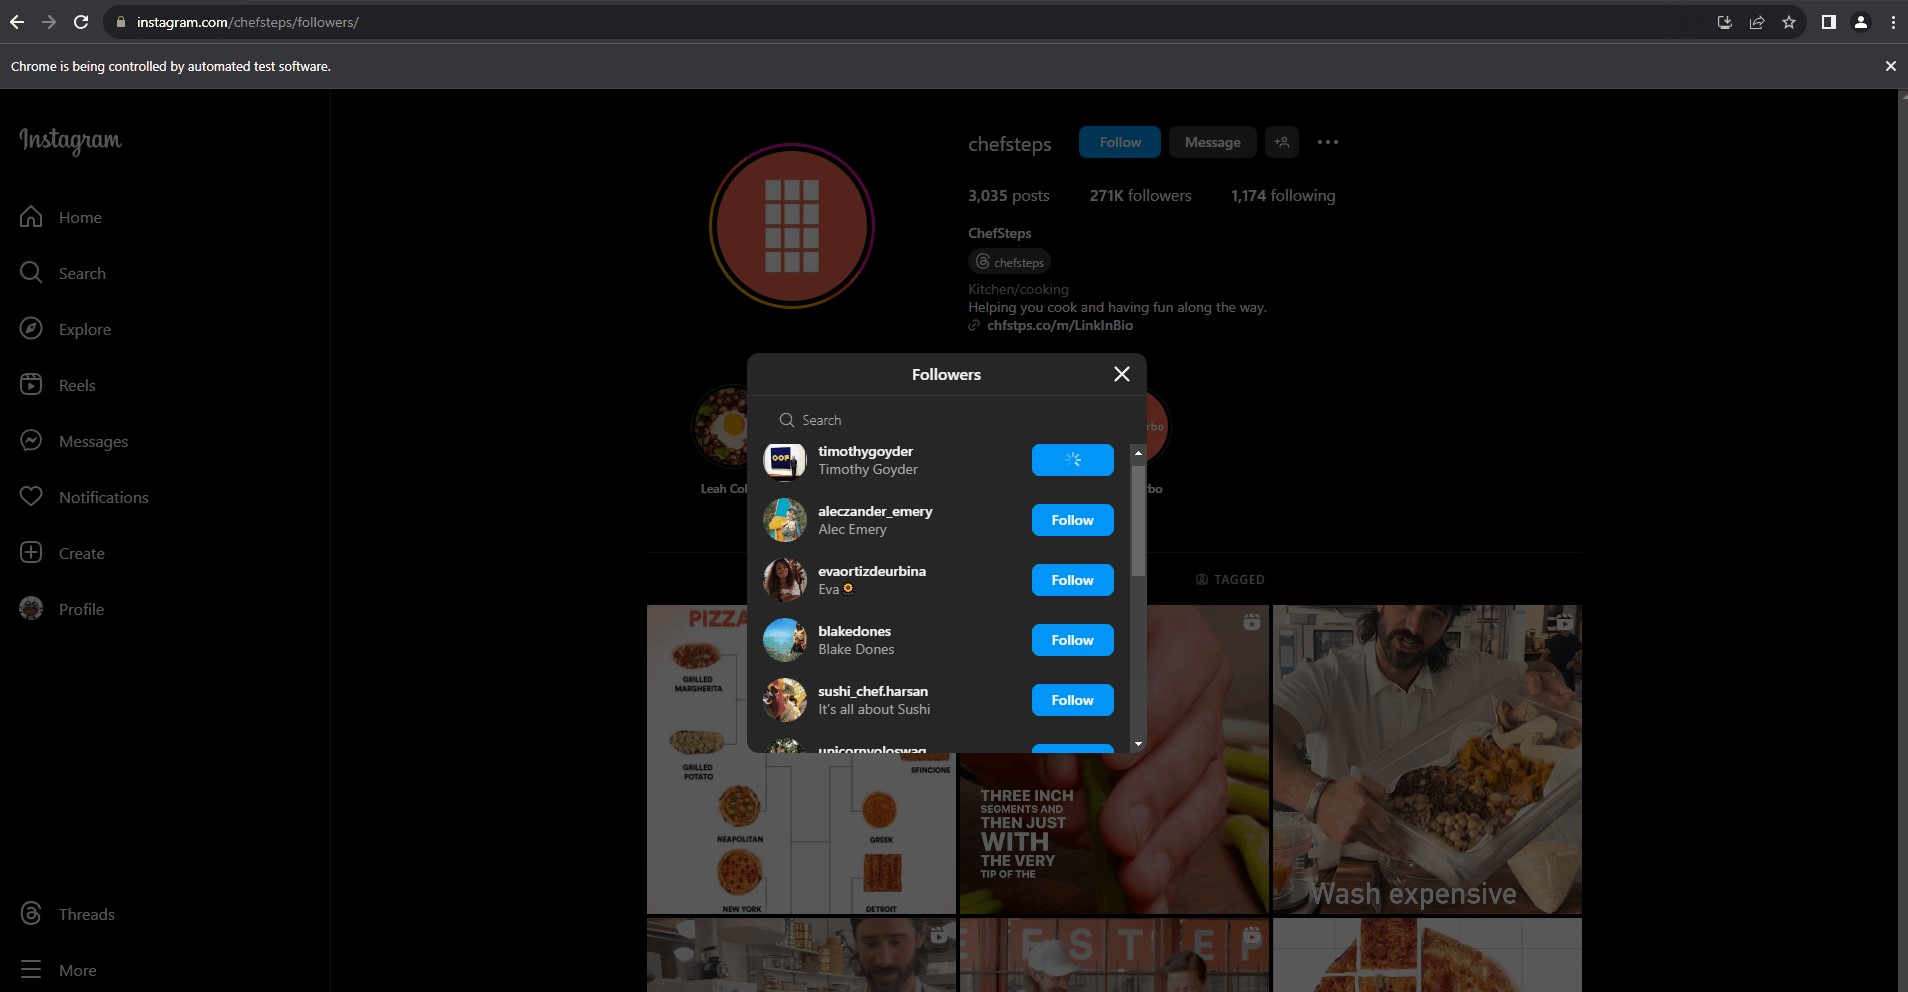 instagram.com/chefsteps/followers/
Chrome is being controlled by automated test software.
Instagram
Home
Search
Explore
Reels
Messages
Notifications
Create
Profile
Threads
More
chefsteps
Follow
Message
3,035 posts
271K followers
1,174 following
ChefSteps
chefsteps
Kitchen/cooking
Helping you cook and having fun along the way.
chfstps.co/m/LinkInBio
Leah Col
rbo
rbo
Followers
Search
timothygoyder
Timothy Goyder
aleczander_emery
Alec Emery
Follow
evaortizdeurbina
Eva🌻
Follow
blakedones
Blake Dones
Follow
sushi_chef.harsan
It's all about Sushi
Follow
unicornyoloswag
TAGGED
PIZZA
GRILLED
MARGHERITA
GRILLED
POTATO
SFINCIONE
NEAPOLITAN
GREEK
NEW YORK
DETROIT
THREE INCH
SEGMENTS AND
THEN JUST
WITH
THE VERY
TIP OF THE
Wash expensive
E F S T E P